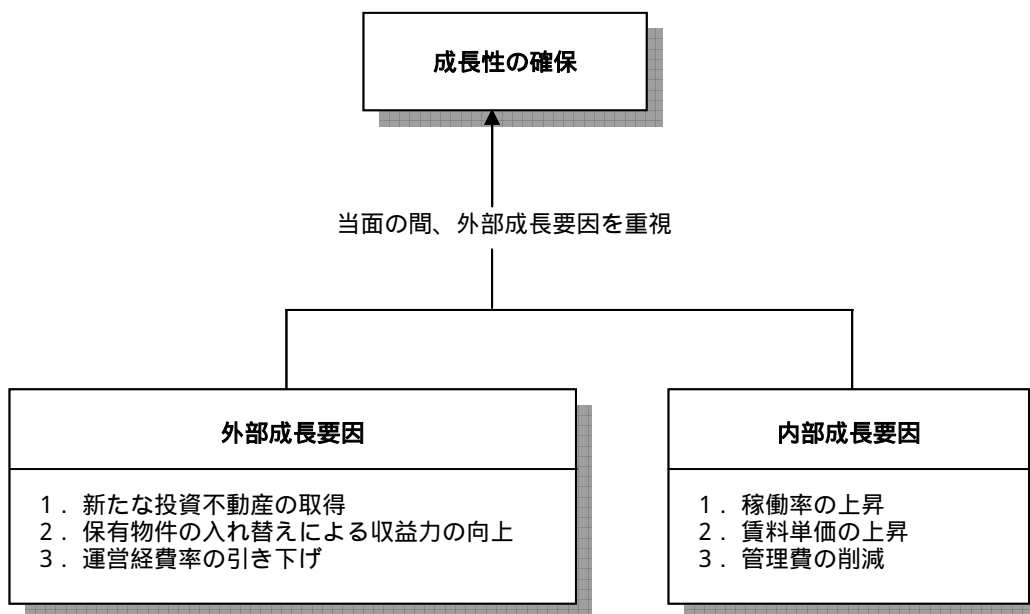 成長性の確保
当面の間、外部成長要因を重視
外部成長要因
1．新たな投資不動産の取得
2．保有物件の入れ替えによる収益力の向上
3．運営経費率の引き下げ
内部成長要因
1．稼働率の上昇
2．賃料単価の上昇
3．管理費の削減